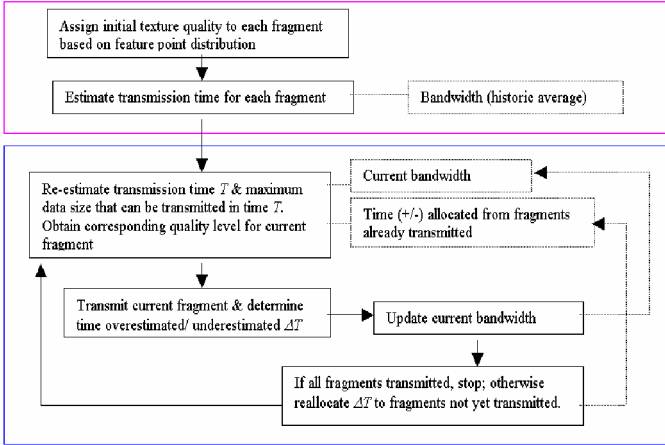 Assign initial texture quality to each fragment
based on feature point distribution
Estimate transmission time for each fragment
Bandwidth (historic average)
Re-estimate transmission time T & maximum
data size that can be transmitted in time T.
Obtain corresponding quality level for current
fragment
Current bandwidth
Time (+/-) allocated from fragments
already transmitted
Transmit current fragment & determine
time overestimated/ underestimated ΔT
Update current bandwidth
If all fragments transmitted, stop; otherwise
reallocate ΔT to fragments not yet transmitted.